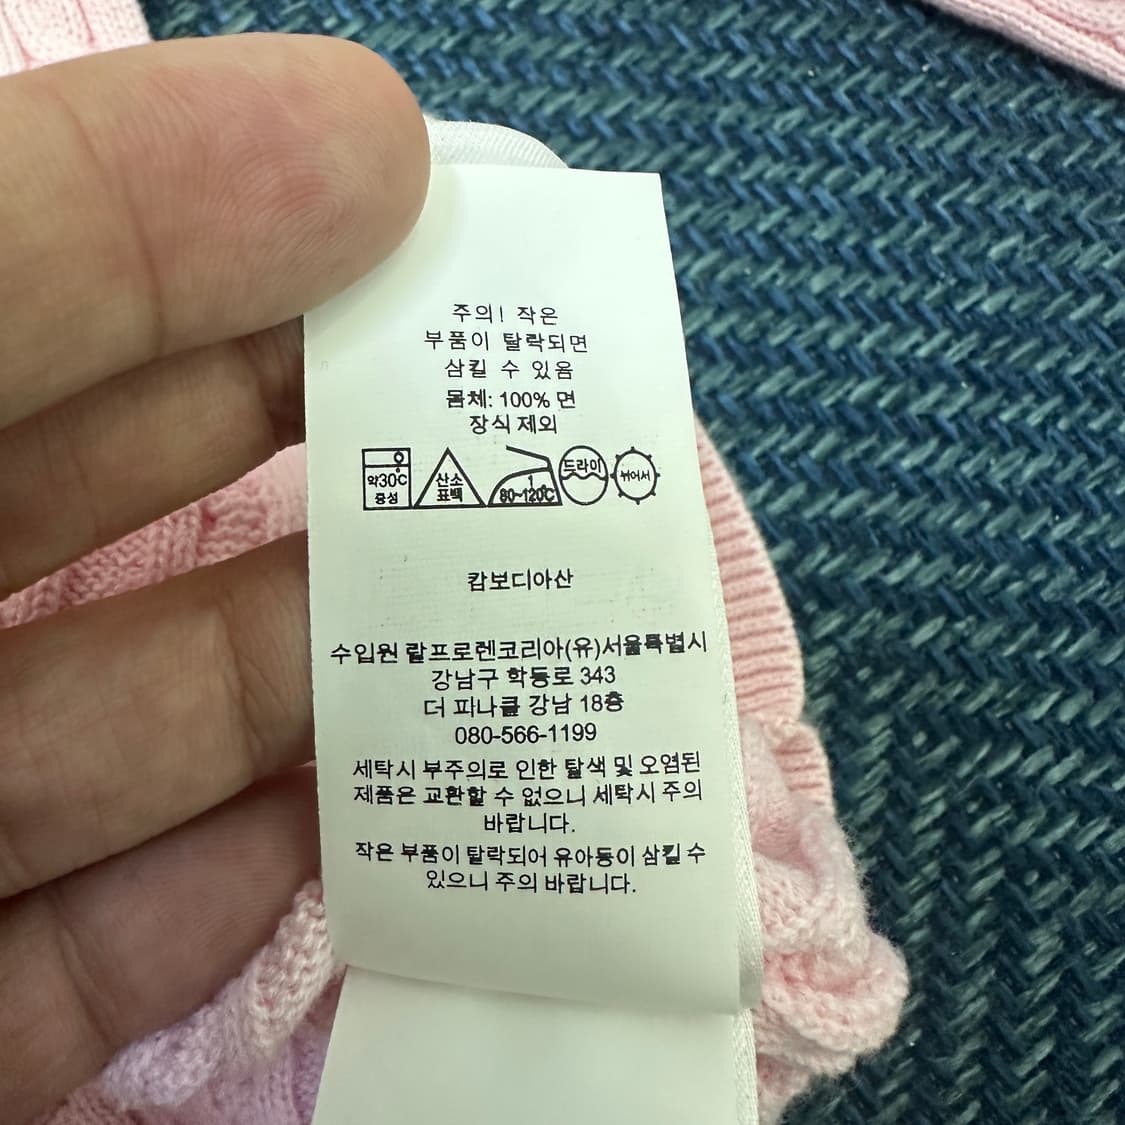 주의! 작은
부품이 탈락되면
삼킬 수 있음
몸체: 100% 면
장식 제외
약30℃
중성
산소
표백
80~120℃
드라이
뉘어서
캄보디아산
수입원 랄프로렌코리아(유)서울특별시
강남구 학동로 343
더 피나클 강남 18층
080-566-1199
세탁시 부주의로 인한 탈색 및 오염된
제품은 교환할 수 없으니 세탁시 주의
바랍니다.
작은 부품이 탈락되어 유아등이 삼킬 수
있으니 주의 바랍니다.